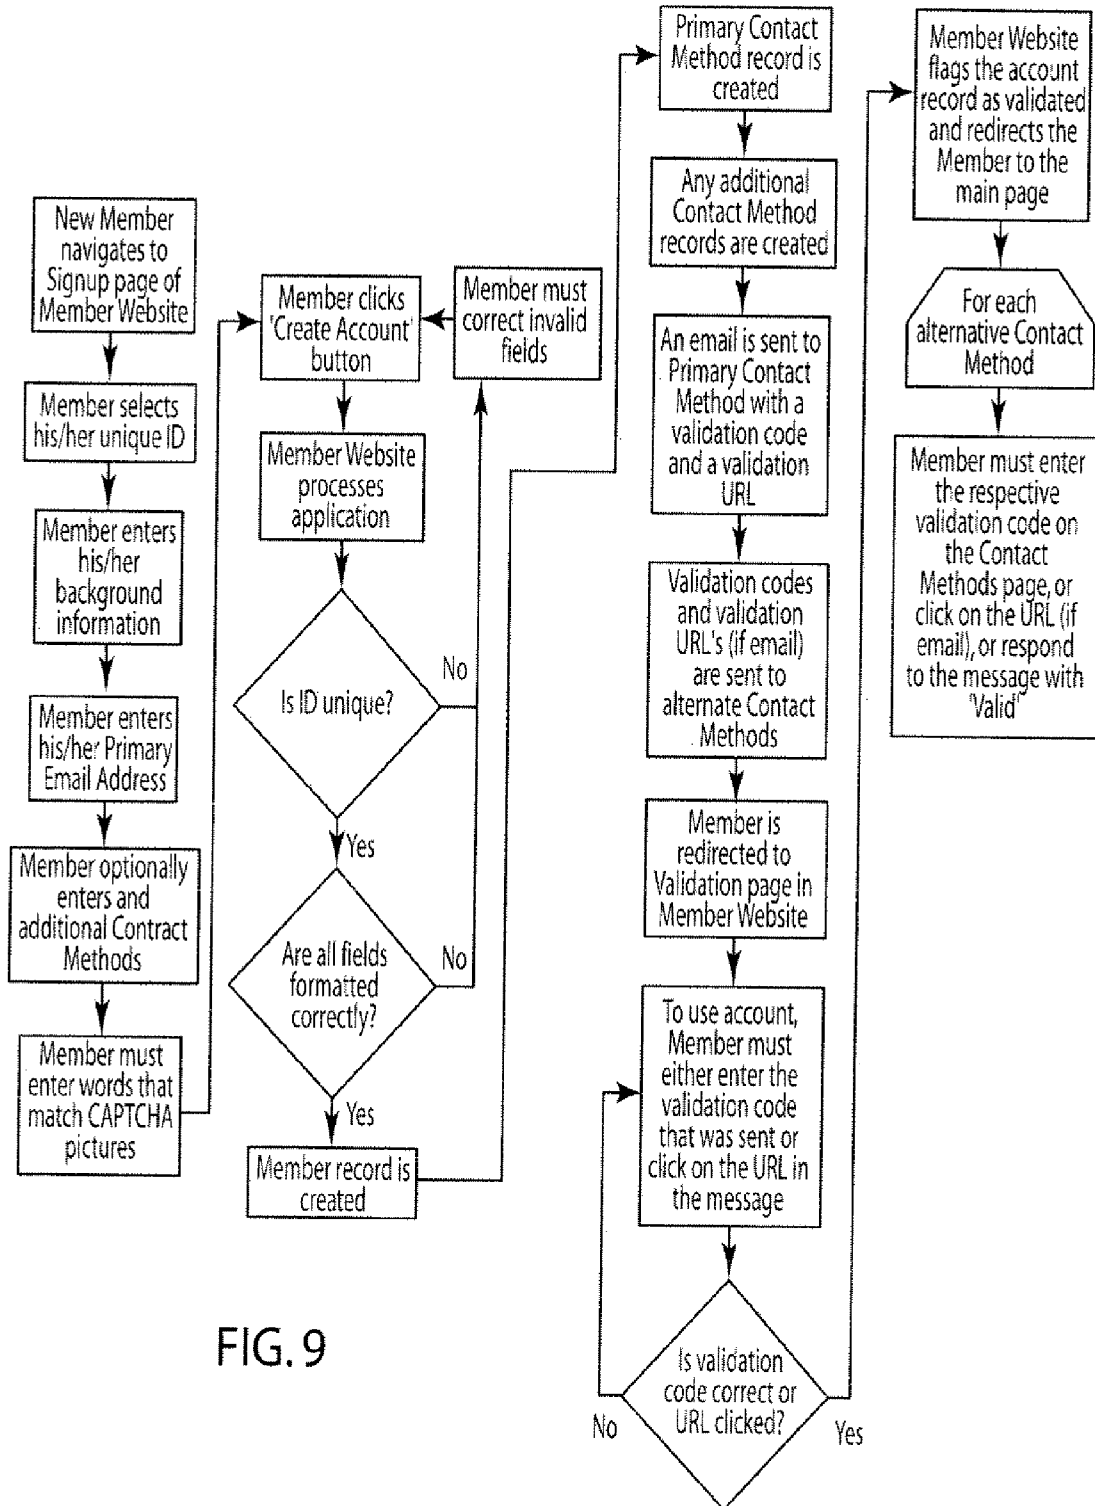 New Member
navigates to
Signup page of
Member Website
Member selects
his/her unique ID
Member enters
his/her
background
information
Member enters
his/her Primary
Email Address
Member optionally
enters and
additional Contract
Methods
Member must
enter words that
match CAPTCHA
pictures
Member clicks
'Create Account'
button
Member must
correct invalid
fields
Member Website
processes
application
Is ID unique?
No
Yes
Are all fields
formatted
correctly?
No
Yes
Member record is
created
Primary Contact
Method record is
created
Any additional
Contact Method
records are created
An email is sent to
Primary Contact
Method with a
validation code
and a validation
URL
Validation codes
and validation
URL's (if email)
are sent to
alternate Contact
Methods
Member is
redirected to
Validation page in
Member Website
To use account,
Member must
either enter the
validation code
that was sent or
click on the URL in
the message
Is validation
code correct or
URL clicked?
No
Yes
Member Website
flags the account
record as validated
and redirects the
Member to the
main page
For each
alternative Contact
Method
Member must enter
the respective
validation code on
the Contact
Methods page, or
click on the URL (if
email), or respond
to the message with
'Valid'
FIG. 9